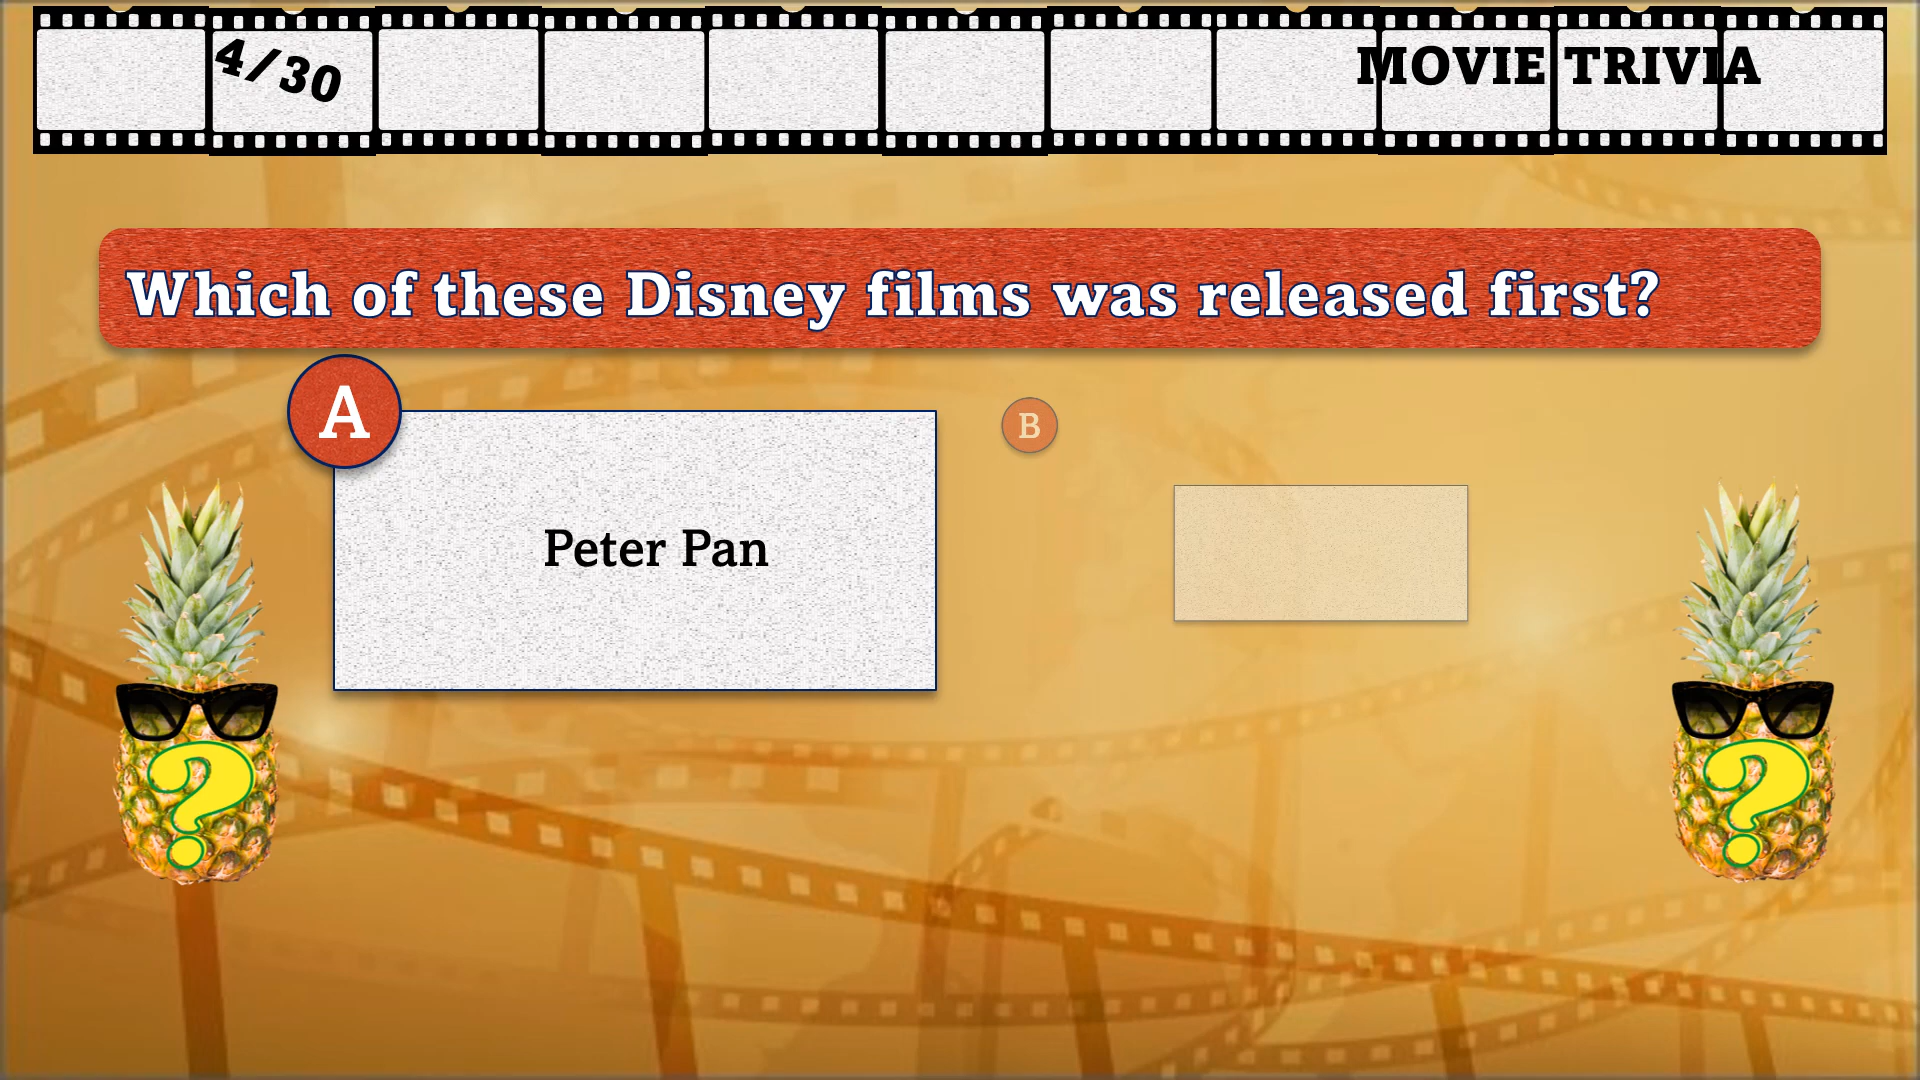 4/30
MOVIE TRIVIA
Which of these Disney films was released first?
A
B
Peter Pan
?
?